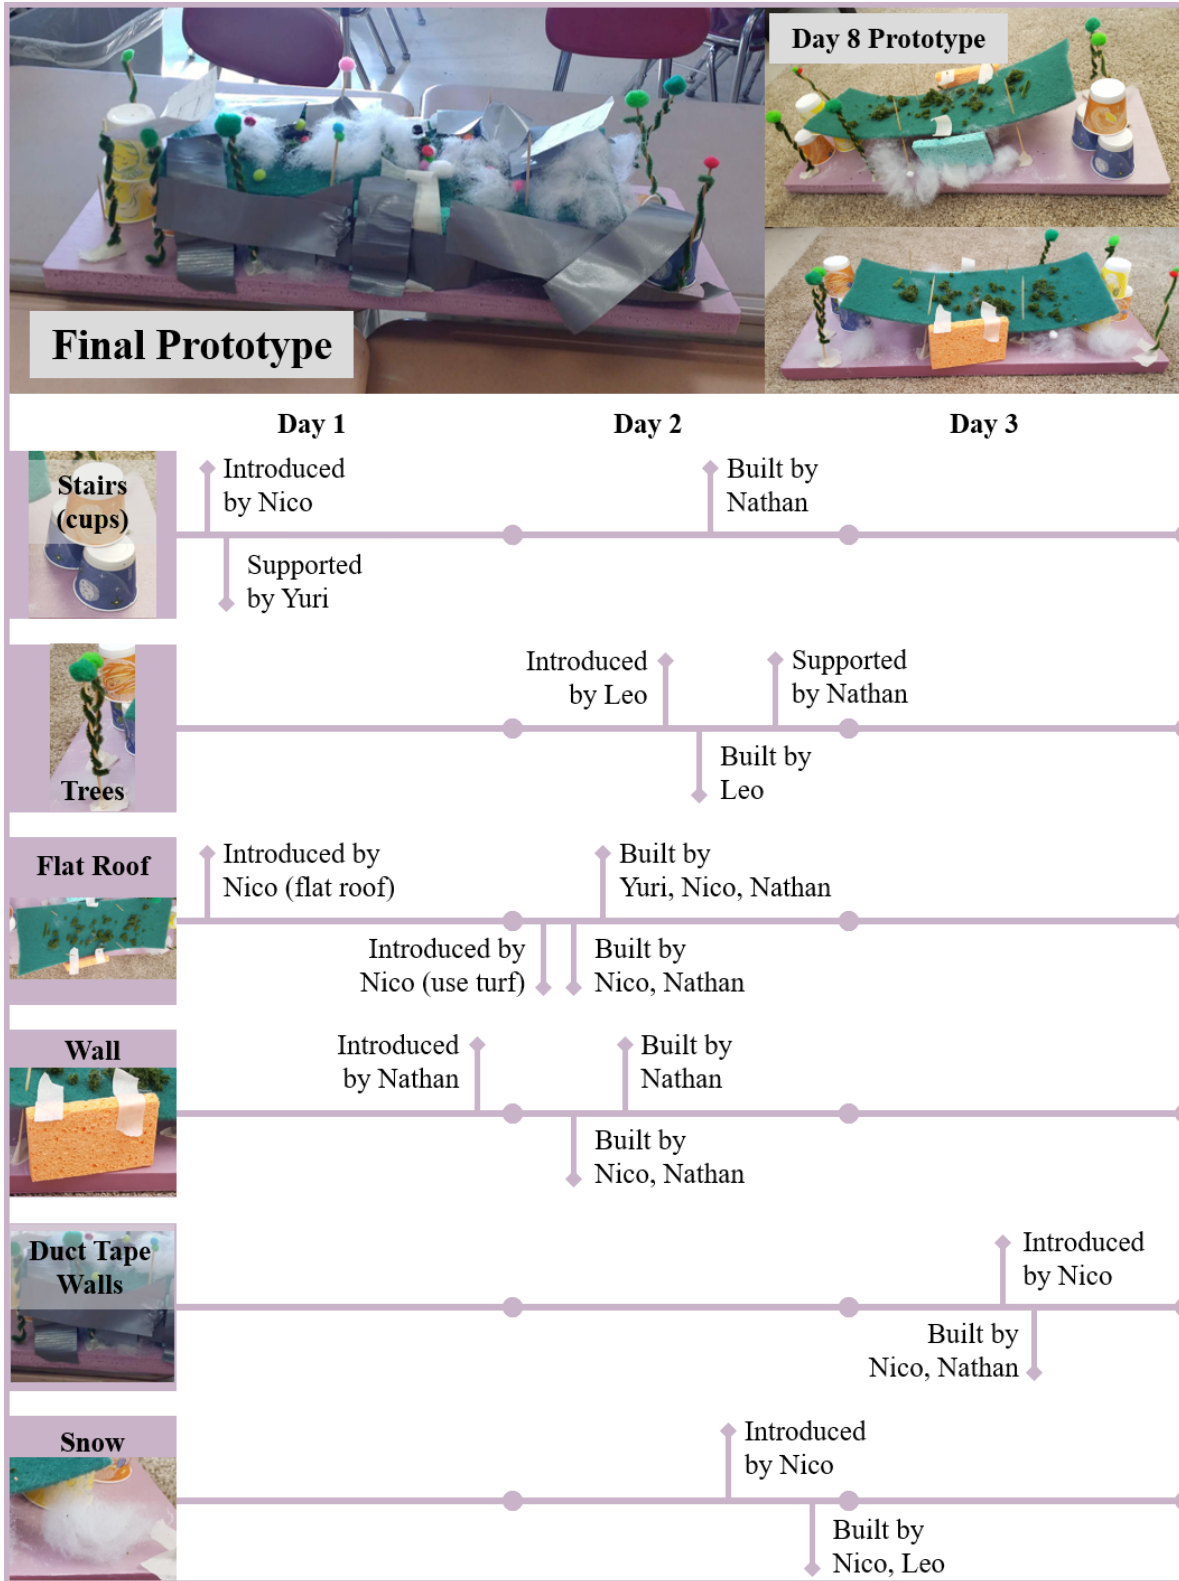 Final Prototype
Day 8 Prototype
Day 1
Day 2
Day 3
Stairs
(cups)
Introduced
by Nico
Supported
by Yuri
Built by
Nathan
Trees
Introduced
by Leo
Built by
Leo
Supported
by Nathan
Flat Roof
Introduced by
Nico (flat roof)
Introduced by
Nico (use turf)
Built by
Nico, Nathan
Built by
Yuri, Nico, Nathan
Wall
Introduced
by Nathan
Built by
Nico, Nathan
Built by
Nathan
Duct Tape
Walls
Introduced
by Nico
Built by
Nico, Nathan
Snow
Introduced
by Nico
Built by
Nico, Leo